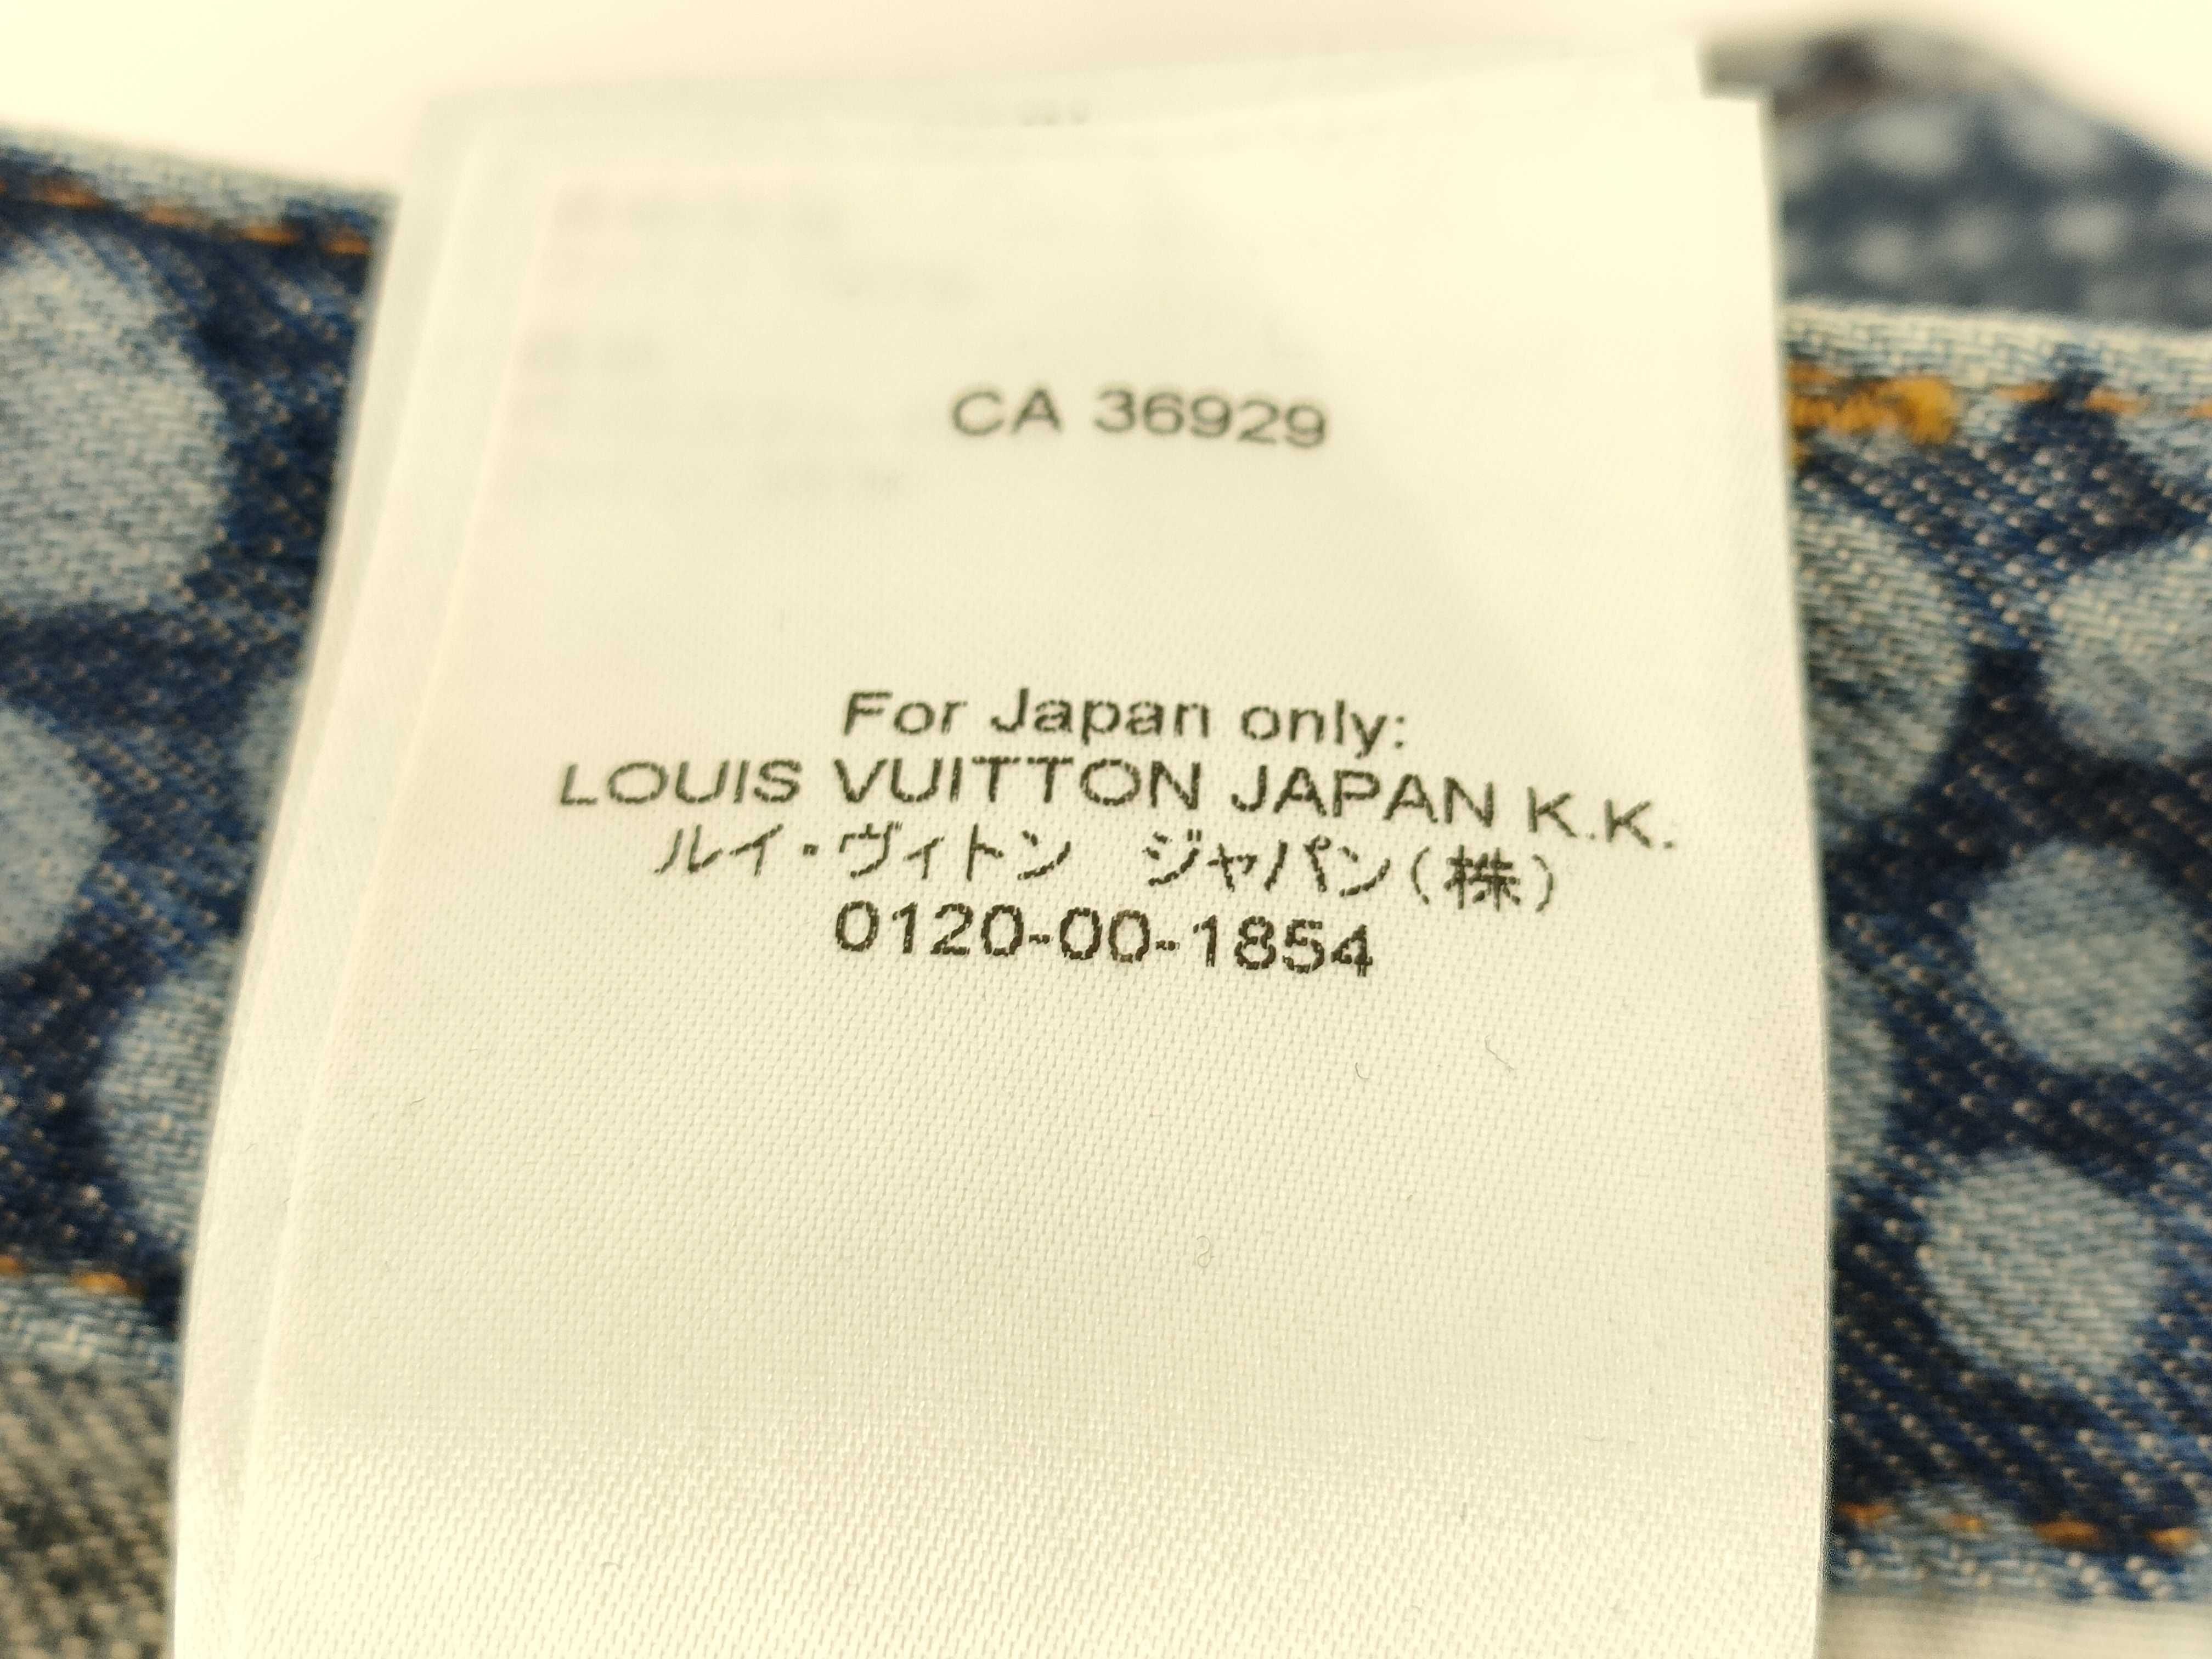 CA 36929
For Japan only:
LOUIS VUITTON JAPAN K.K.
ルイ・ヴィトン　ジャパン(株)
0120-00-1854